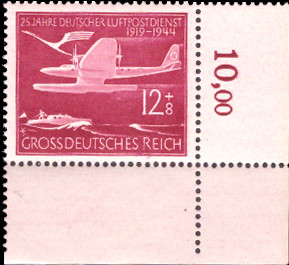 25 JAHRE DEUTSCHER LUFTPOSTDIENST
1919-1944
12+8
GROSSDEUTSCHES REICH
10,00